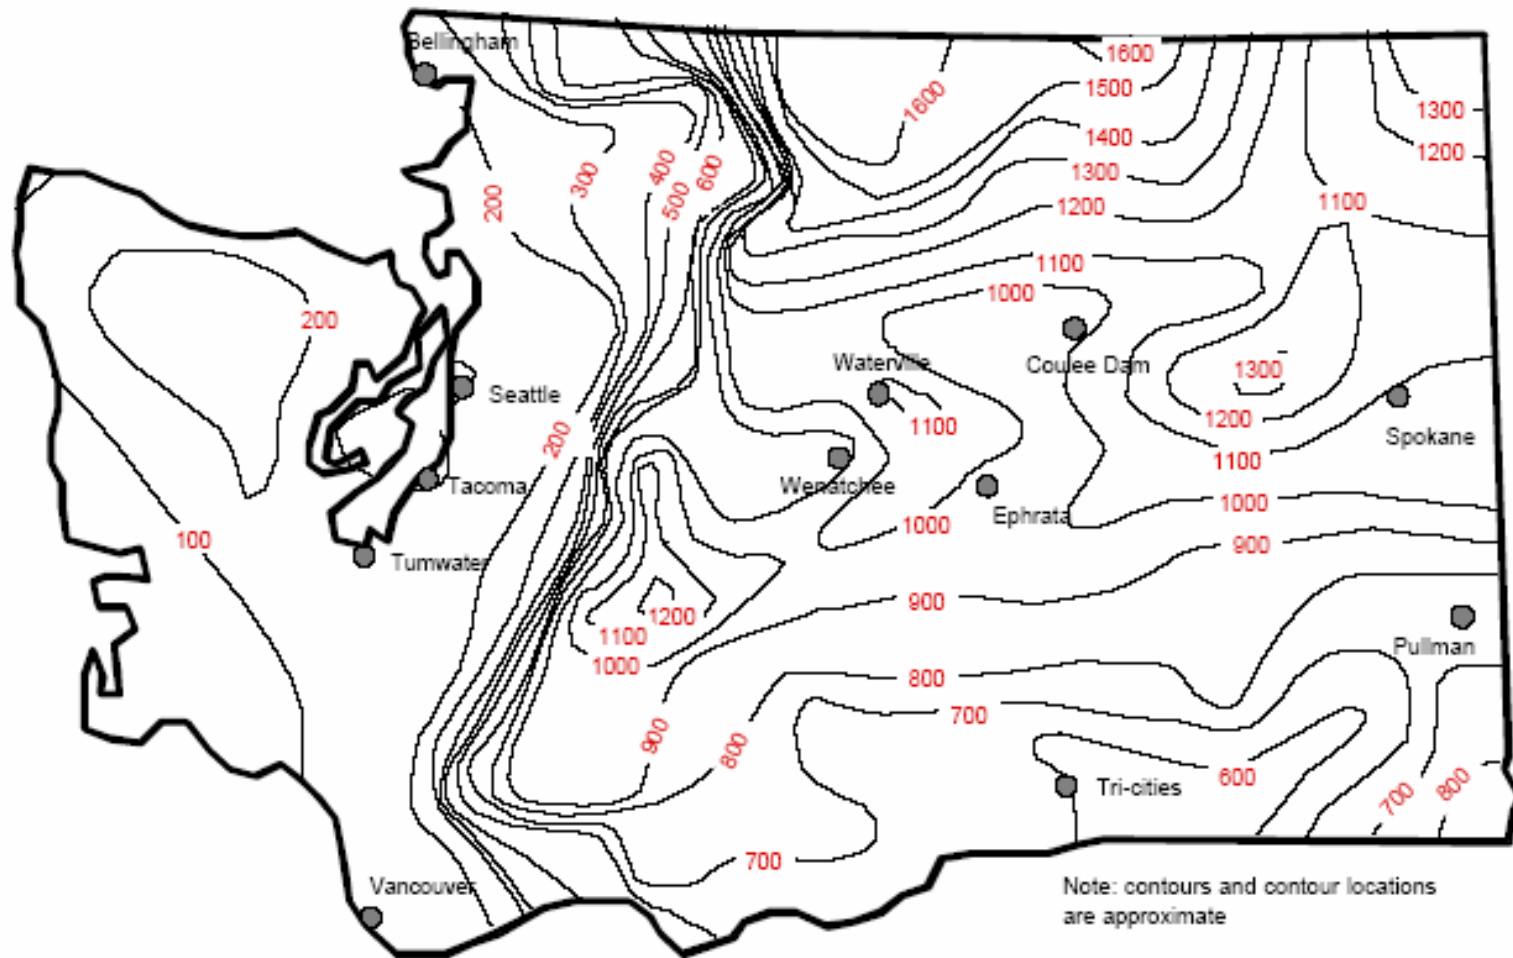 Bellingham
1600
1600
1500
1300
1400
1200
400
600
300
1300
500
200
1200
1100
1100
1000
200
Waterville
Coulee Dam
1300
Seattle
1100
1200
Spokane
200
1100
Tacoma
Wenatchee
1000
Ephrata
1000
100
900
Tumwater
900
1200
1100
Pullman
1000
800
700
900
800
600
Tri-cities
700
800
700
Vancouver
Note: contours and contour locations
are approximate